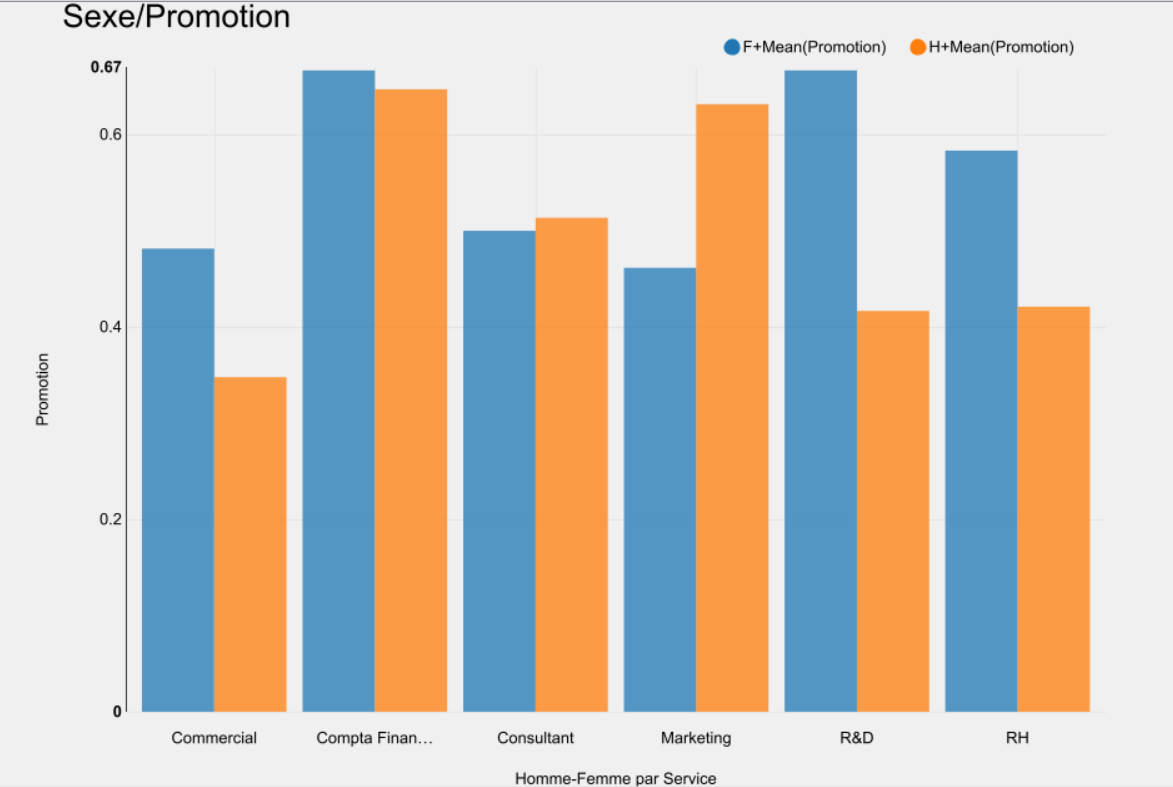 Sexe/Promotion
F+Mean(Promotion) H+Mean(Promotion)
0.67
0.6
0.4
0.2
0
Promotion
Commercial Compta Finan… Consultant Marketing R&D RH
Homme-Femme par Service